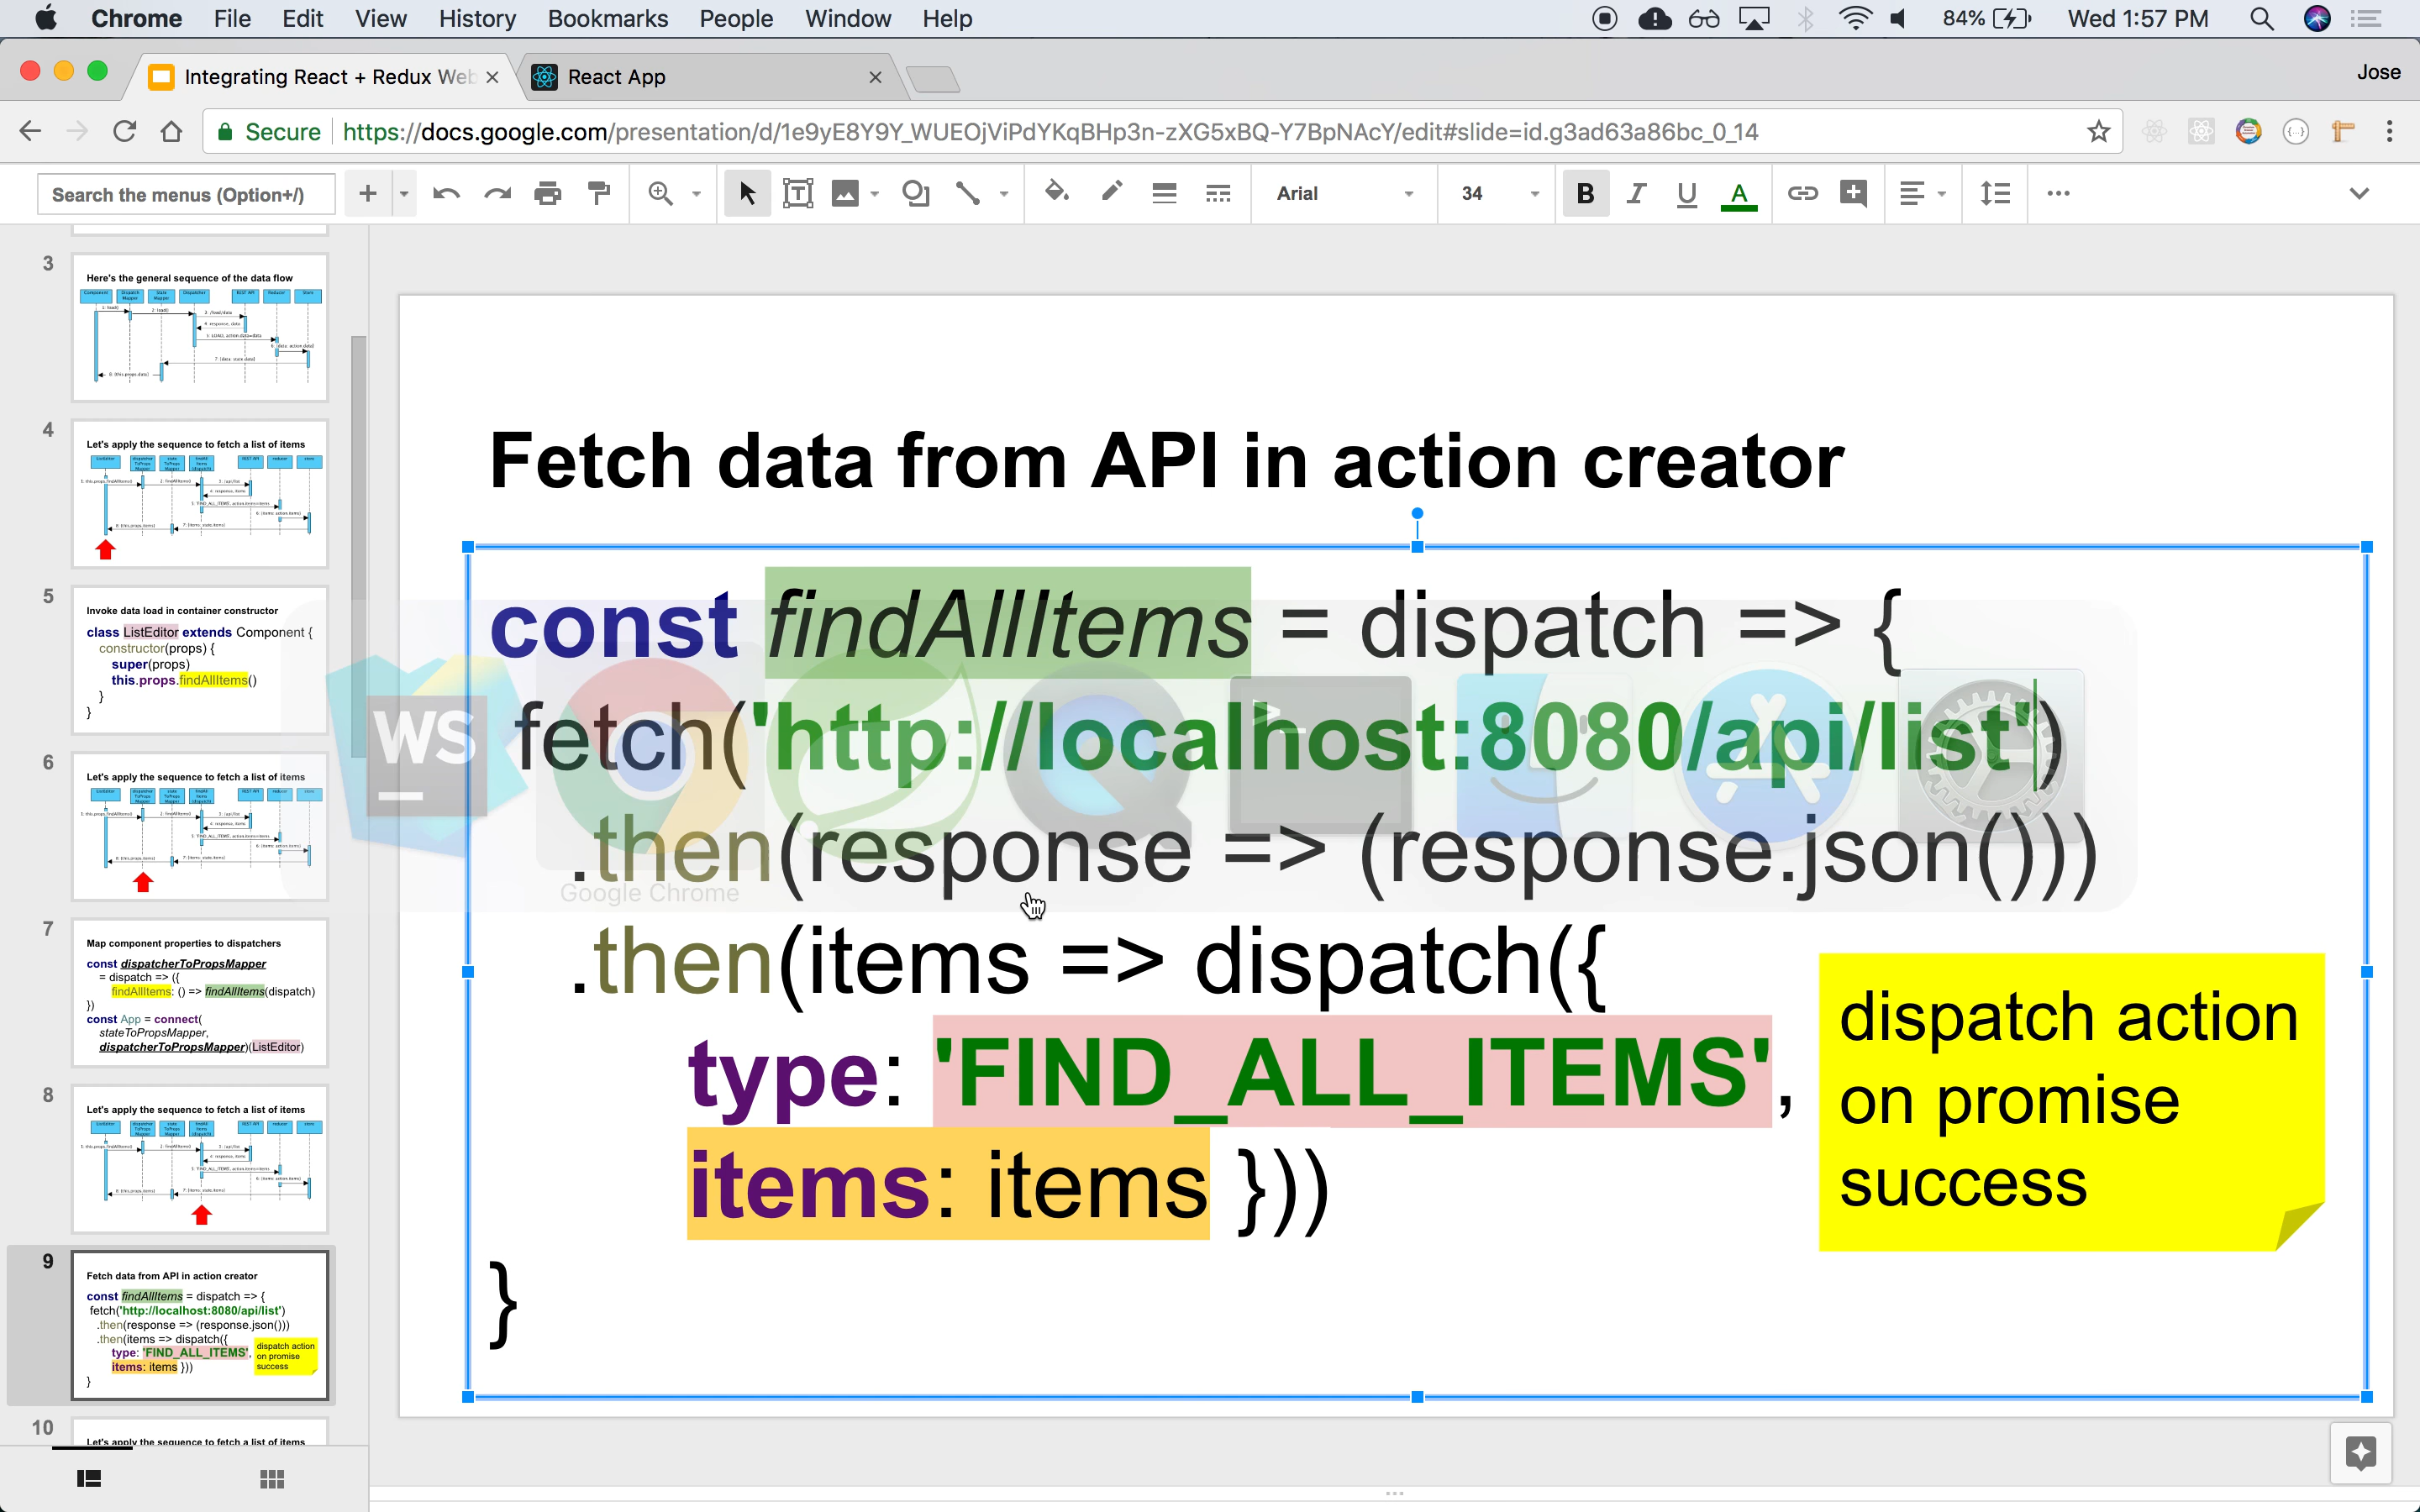 Chrome File Edit View History Bookmarks People Window Help 84% Wed 1:57 PM
Integrating React + Redux Web React App Jose
Secure https://docs.google.com/presentation/d/1e9yE8Y9Y_WUEOjViPdYKqBHp3n-zXG5xBQ-Y7BpNAcY/edit#slide=id.g3ad63a86bc_0_14
Search the menus (Option+/) Arial 34 B I U A
3
Here's the general sequence of the data flow
4
Let's apply the sequence to fetch a list of items
5
Invoke data load in container constructor
class ListEditor extends Component {
constructor(props) {
super(props)
this.props.findAllItems()
}
}
6
Let's apply the sequence to fetch a list of items
7
Map component properties to dispatchers
const dispatcherToPropsMapper
= dispatch => ({
findAllItems: () => findAllItems(dispatch)
})
const App = connect(
stateToPropsMapper,
dispatcherToPropsMapper)(ListEditor)
8
Let's apply the sequence to fetch a list of items
9
Fetch data from API in action creator
const findAllItems = dispatch => {
fetch('http://localhost:8080/api/list')
.then(response => (response.json()))
.then(items => dispatch({
type: 'FIND_ALL_ITEMS',
items: items }))
}
dispatch action
on promise
success
10
Let's apply the sequence to fetch a list of items
Fetch data from API in action creator
const findAllItems = dispatch => {
fetch('http://localhost:8080/api/list')
.then(response => (response.json()))
.then(items => dispatch({
type: 'FIND_ALL_ITEMS',
items: items }))
}
dispatch action
on promise
success
WS
Google Chrome